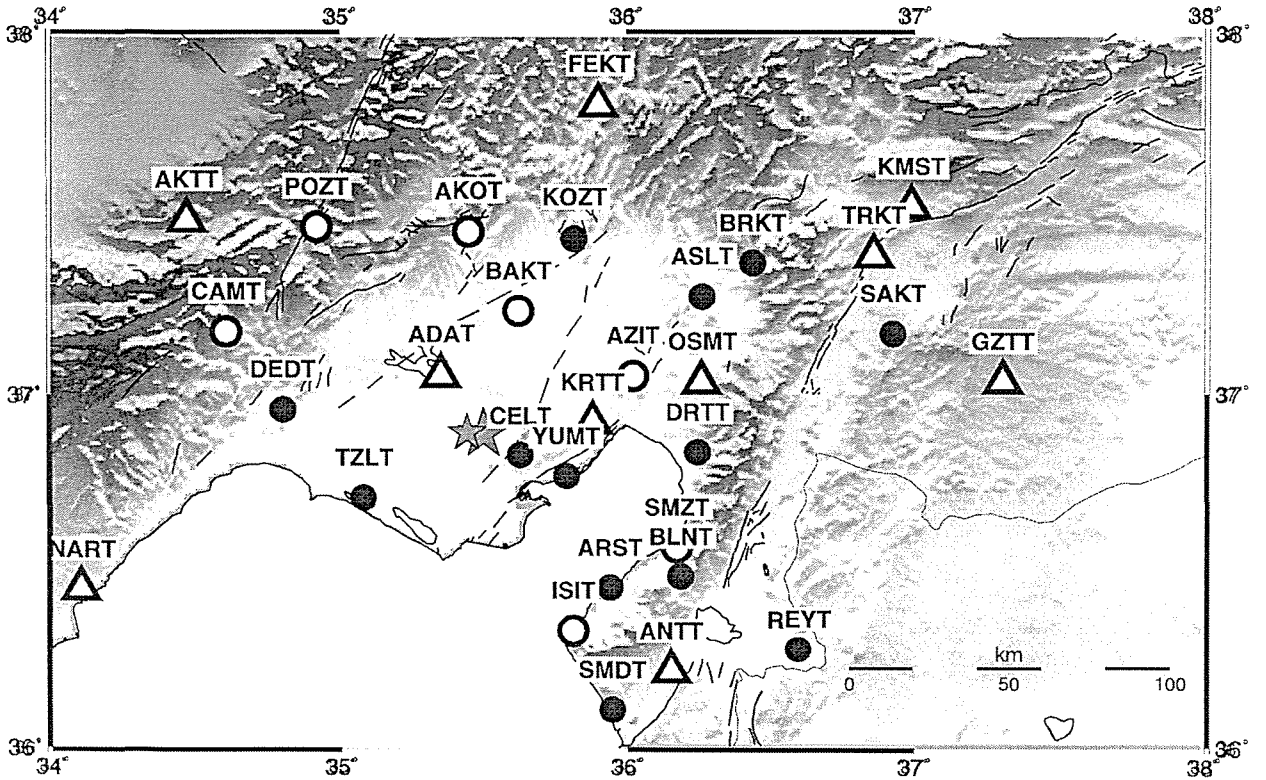 34° 35° 36° 37° 38°
38° 38°
FEKT
KMST
AKTT POZT AKOT KOZT
TRKT
BRKT
ASLT
BAKT
CAMT SAKT
ADAT AZIT OSMT GZTT
DEDT KRTT
37° 37°
DRTT
CELT
YUMT
TZLT
SMZT
NART ARST BLNT
ISIT
REYT
ANTT
km
SMDT
0 50 100
36° 36°
34° 35° 36° 37° 38°